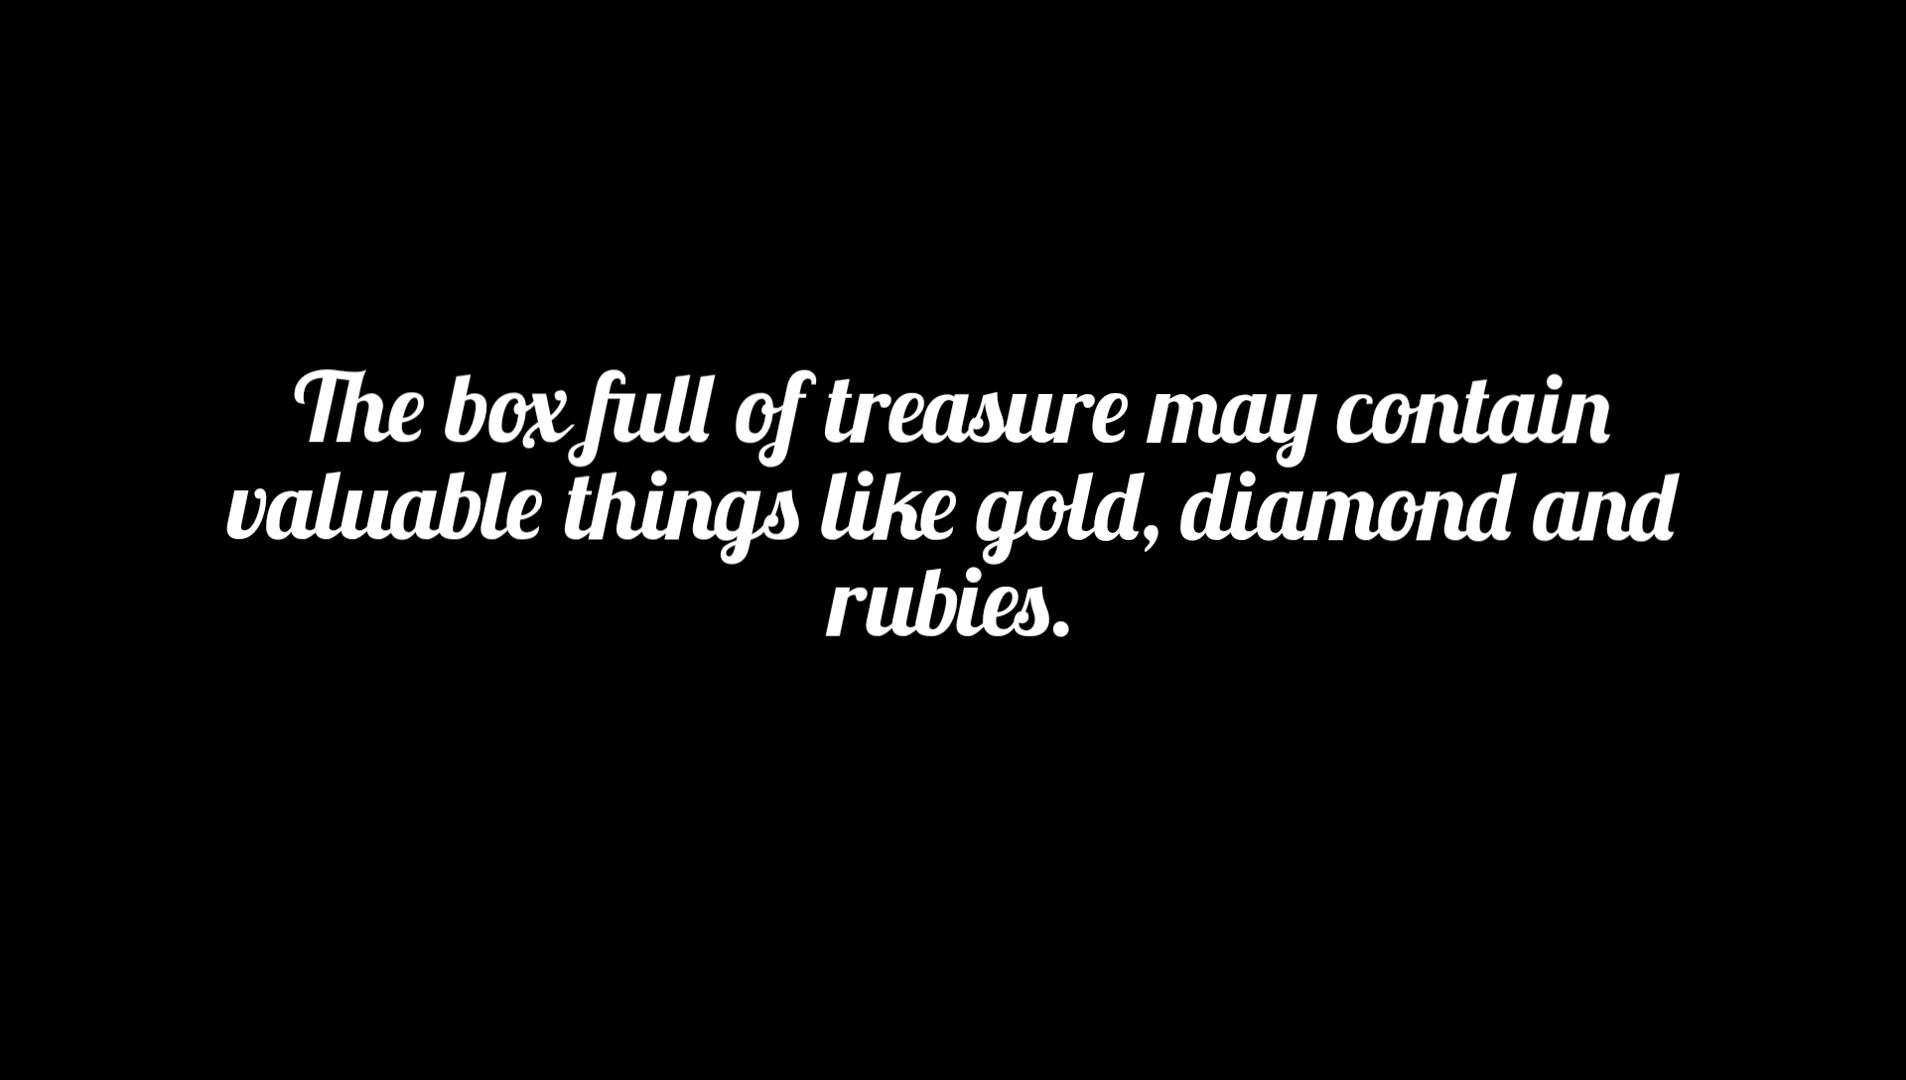 The box full of treasure may contain
valuable things like gold, diamond and
rubies.